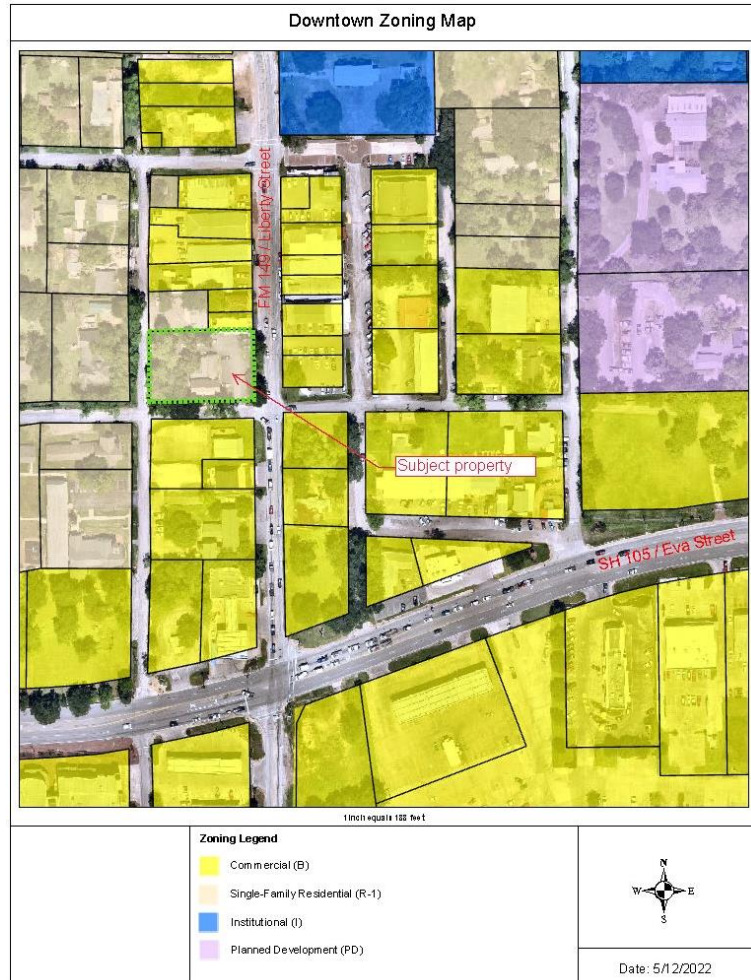 Downtown Zoning Map
FM 149 / Liberty Street
Subject property
SH 105 / Eva Street
1 inch equals 188 feet
Zoning Legend
Commercial (B)
Single-Family Residential (R-1)
Institutional (I)
Planned Development (PD)
N
W E
S
Date: 5/12/2022